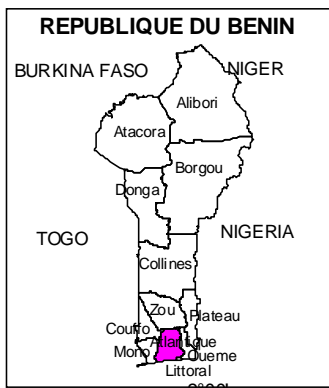 REPUBLIQUE DU BENIN
BURKINA FASO
NIGER
Alibori
Atacora
Borgou
Donga
TOGO
NIGERIA
Collines
Zou
Plateau
Couffo
Atlantique
Mono
Oueme
Littoral